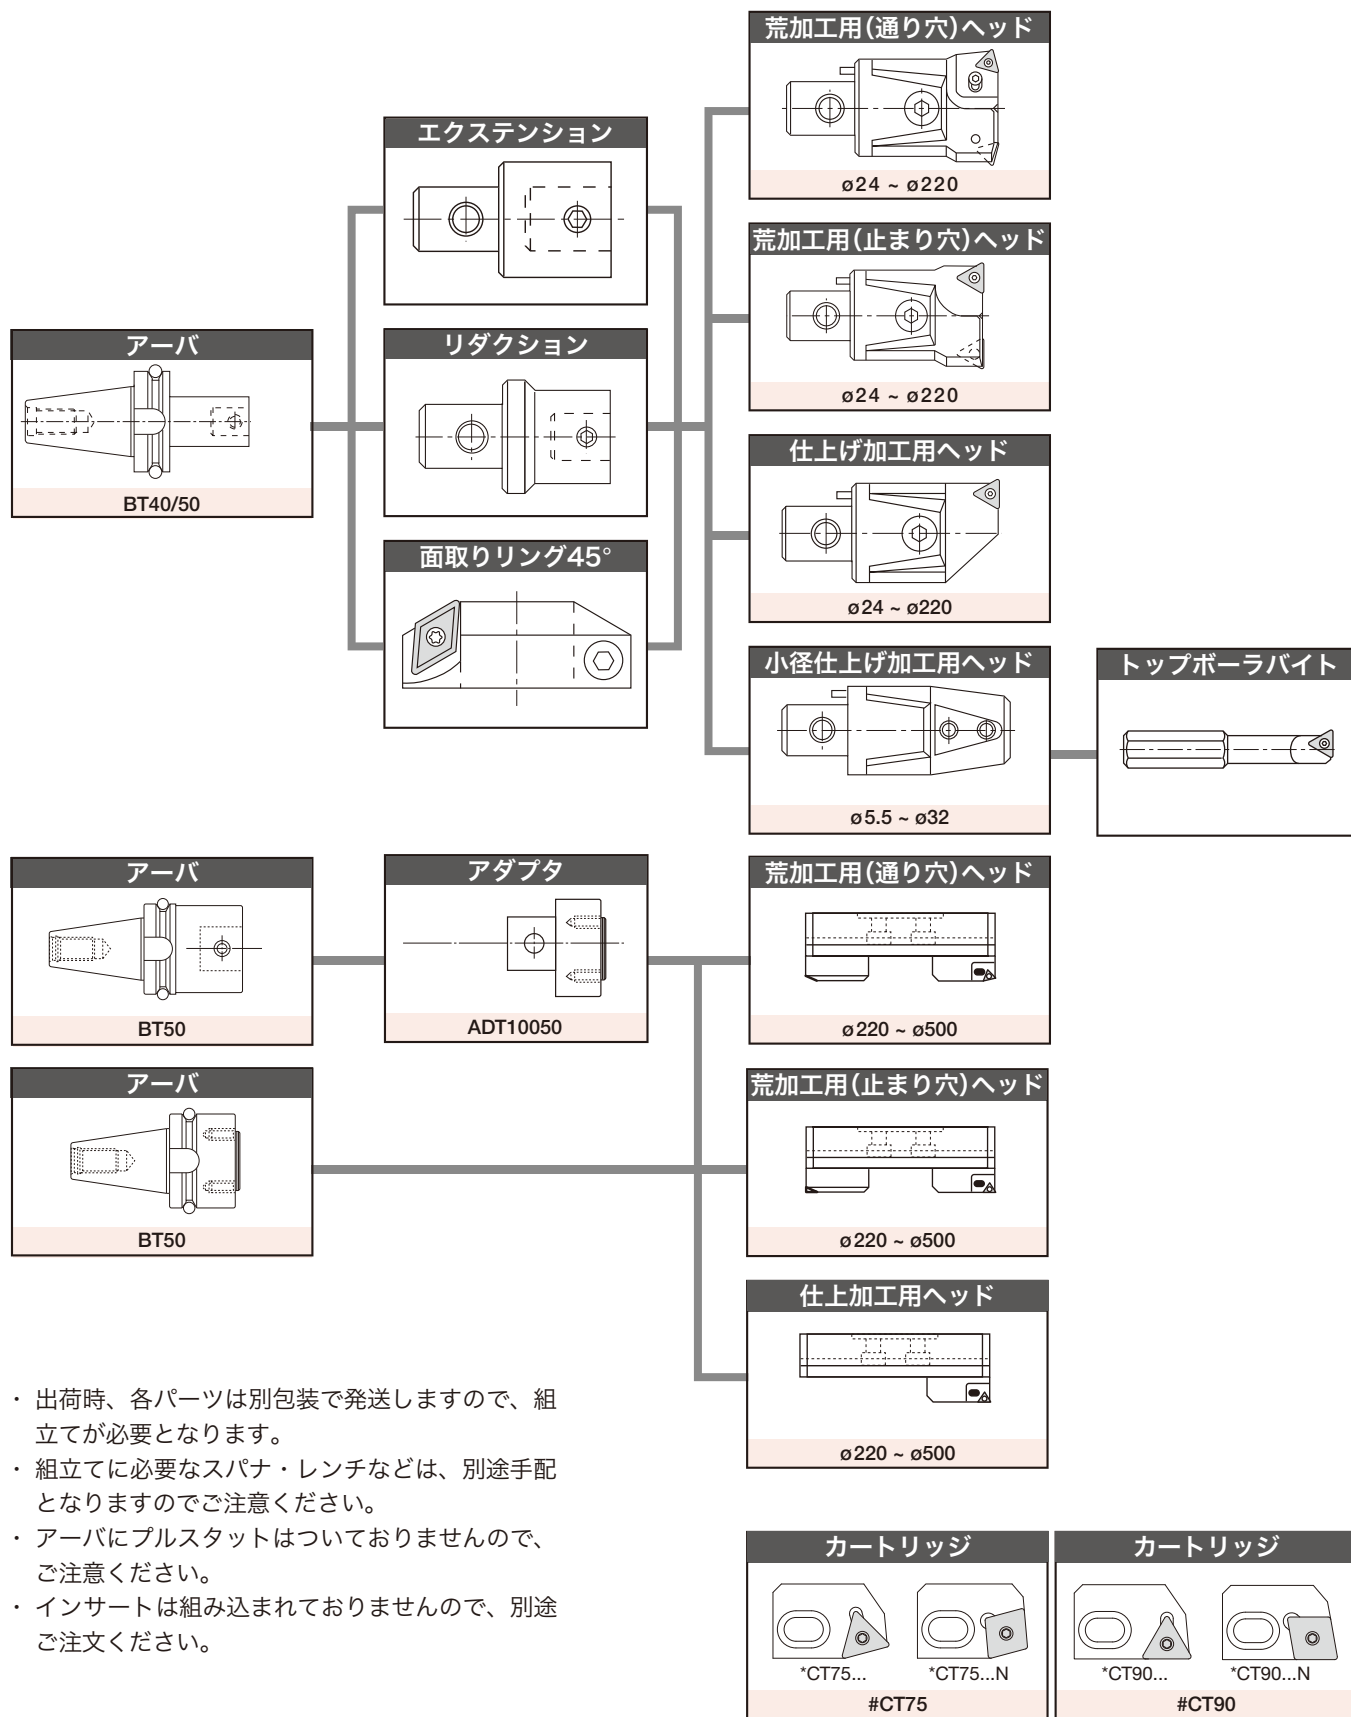 荒加工用(通り穴)ヘッド
ø24 ~ ø220
エクステンション
荒加工用(止まり穴)ヘッド
ø24 ~ ø220
アーバ
BT40/50
リダクション
仕上げ加工用ヘッド
ø24 ~ ø220
面取りリング45°
小径仕上げ加工用ヘッド
ø5.5 ~ ø32
トップボーラバイト
アーバ
BT50
アダプタ
ADT10050
荒加工用(通り穴)ヘッド
ø220 ~ ø500
アーバ
BT50
荒加工用(止まり穴)ヘッド
ø220 ~ ø500
仕上加工用ヘッド
ø220 ~ ø500
・ 出荷時、各パーツは別包装で発送しますので、組
立てが必要となります。
・ 組立てに必要なスパナ・レンチなどは、別途手配
となりますのでご注意ください。
・ アーバにプルスタットはついておりませんので、
ご注意ください。
・ インサートは組み込まれておりませんので、別途
ご注文ください。
カートリッジ
*CT75... *CT75...N
#CT75
カートリッジ
*CT90... *CT90...N
#CT90